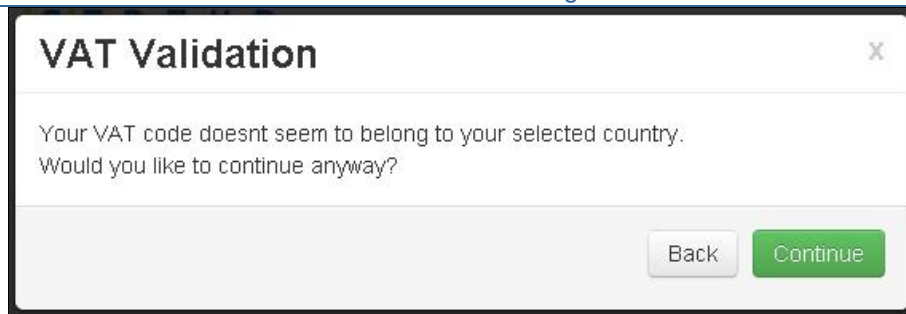 VAT Validation
x
Your VAT code doesnt seem to belong to your selected country.
Would you like to continue anyway?
Back
Continue